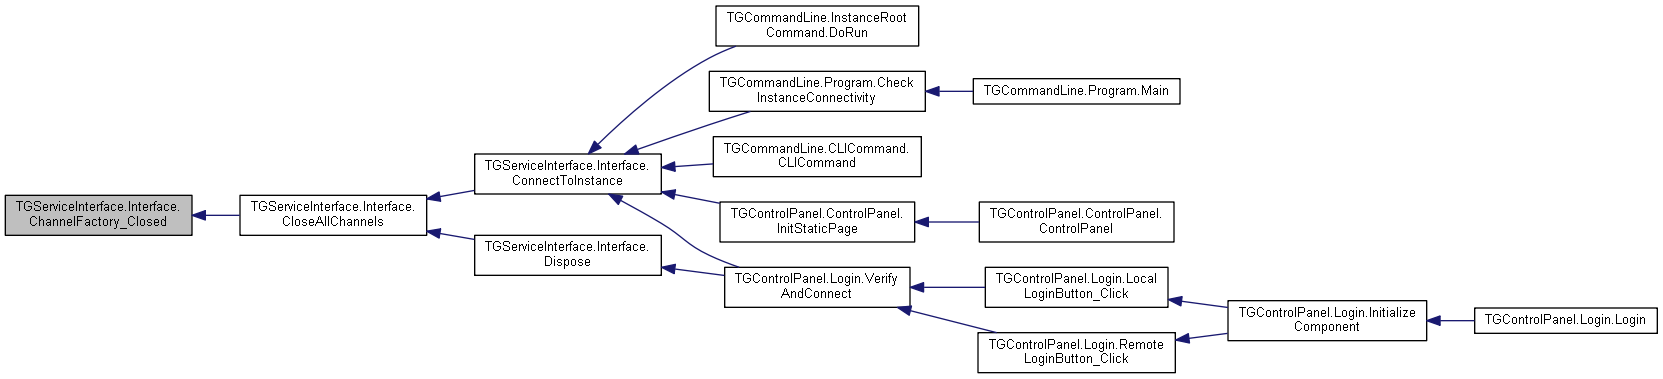 TGServiceInterface.Interface.
ChannelFactory_Closed
TGServiceInterface.Interface.
CloseAllChannels
TGServiceInterface.Interface.
ConnectToInstance
TGServiceInterface.Interface.
Dispose
TGCommandLine.InstanceRoot
Command.DoRun
TGCommandLine.Program.Check
InstanceConnectivity
TGCommandLine.CLICommand.
CLICommand
TGControlPanel.ControlPanel.
InitStaticPage
TGControlPanel.Login.Verify
AndConnect
TGCommandLine.Program.Main
TGControlPanel.ControlPanel.
ControlPanel
TGControlPanel.Login.Local
LoginButton_Click
TGControlPanel.Login.Remote
LoginButton_Click
TGControlPanel.Login.Initialize
Component
TGControlPanel.Login.Login